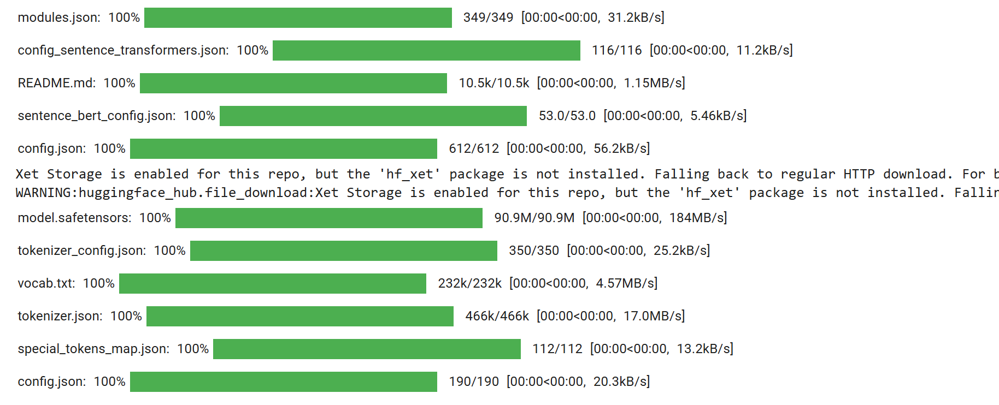 modules.json: 100% 349/349 [00:00<00:00, 31.2kB/s]
config_sentence_transformers.json: 100% 116/116 [00:00<00:00, 11.2kB/s]
README.md: 100% 10.5k/10.5k [00:00<00:00, 1.15MB/s]
sentence_bert_config.json: 100% 53.0/53.0 [00:00<00:00, 5.46kB/s]
config.json: 100% 612/612 [00:00<00:00, 56.2kB/s]
Xet Storage is enabled for this repo, but the 'hf_xet' package is not installed. Falling back to regular HTTP download. For
WARNING:huggingface_hub.file_download:Xet Storage is enabled for this repo, but the 'hf_xet' package is not installed.
model.safetensors: 100% 90.9M/90.9M [00:00<00:00, 184MB/s]
tokenizer_config.json: 100% 350/350 [00:00<00:00, 25.2kB/s]
vocab.txt: 100% 232k/232k [00:00<00:00, 4.57MB/s]
tokenizer.json: 100% 466k/466k [00:00<00:00, 17.0MB/s]
special_tokens_map.json: 100% 112/112 [00:00<00:00, 13.2kB/s]
config.json: 100% 190/190 [00:00<00:00, 20.3kB/s]